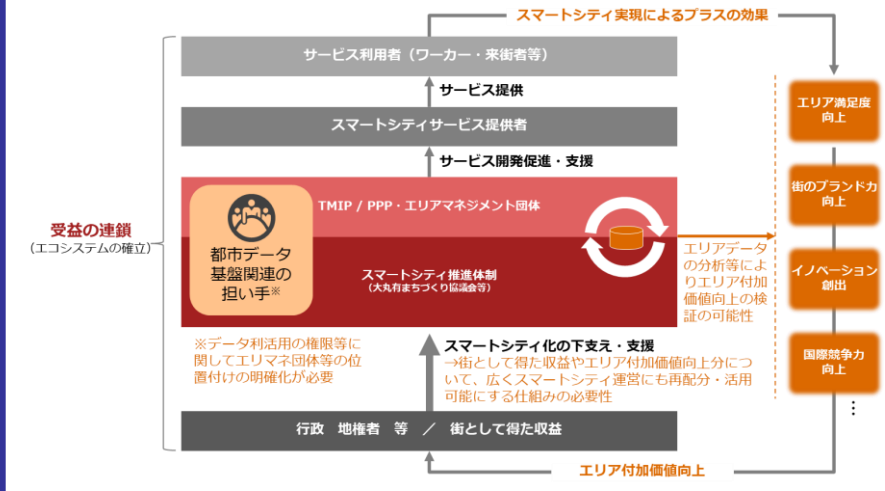 スマートシティ実現によるプラスの効果
サービス利用者（ワーカー・来街者等）
サービス提供
スマートシティサービス提供者
サービス開発促進・支援
TMIP / PPP・エリアマネジメント団体
都市データ
基盤関連の
担い手※
スマートシティ推進体制
（大丸有まちづくり協議会等）
受益の連鎖
（エコシステムの確立）
エリアデータ
の分析等によ
りエリア付加
価値向上の検
証の可能性
エリア満足度
向上
街のブランド力
向上
イノベーション
創出
国際競争力
向上
⋮
※データ利活用の権限等に
関してエリマネ団体等の位
置付けの明確化が必要
スマートシティ化の下支え・支援
→街として得た収益やエリア付加価値向上分につ
いて、広くスマートシティ運営にも再配分・活用
可能にする仕組みの必要性
行政　地権者　等　／　街として得た収益
エリア付加価値向上